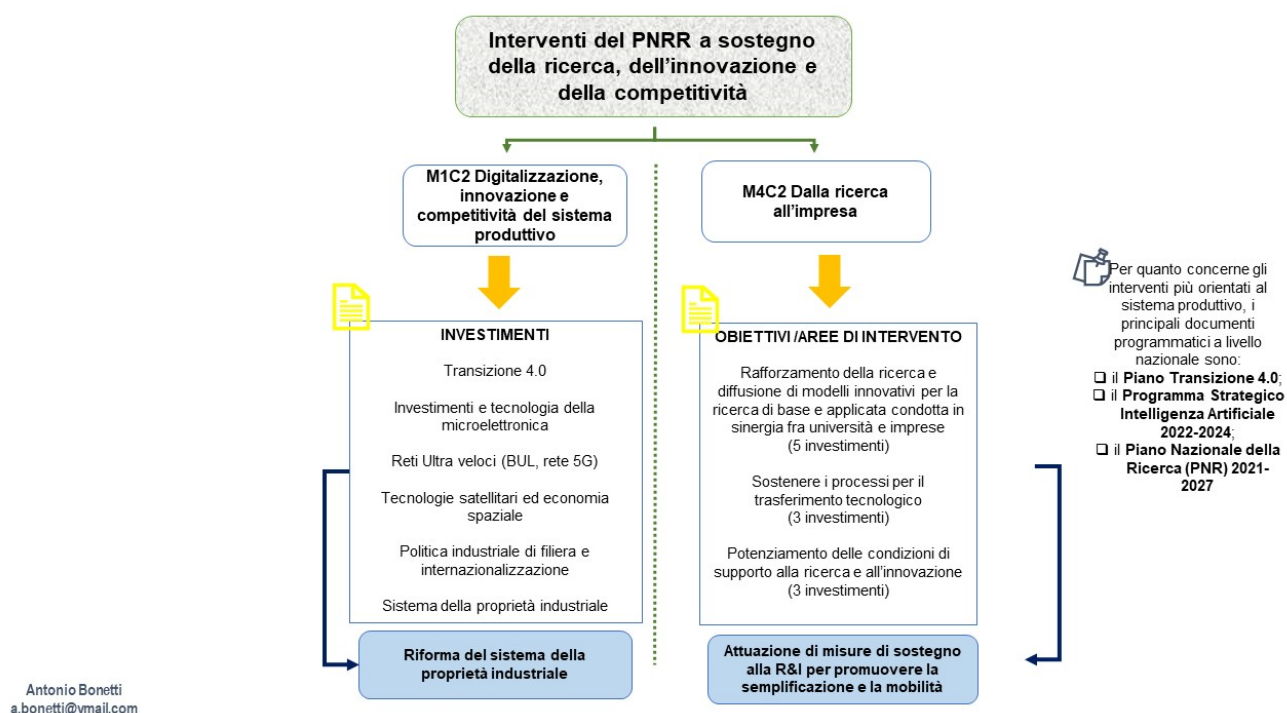 Interventi del PNRR a sostegno
della ricerca, dell'innovazione e
della competitività
M1C2 Digitalizzazione,
innovazione e
competitività del sistema
produttivo
INVESTIMENTI
Transizione 4.0
Investimenti e tecnologia della
microelettronica
Reti Ultra veloci (BUL, rete 5G)
Tecnologie satellitari ed economia
spaziale
Politica industriale di filiera e
internazionalizzazione
Sistema della proprietà industriale
Riforma del sistema della
proprietà industriale
M4C2 Dalla ricerca
all'impresa
OBIETTIVI /AREE DI INTERVENTO
Rafforzamento della ricerca e
diffusione di modelli innovativi per la
ricerca di base e applicata condotta in
sinergia fra università e imprese
(5 investimenti)
Sostenere i processi per il
trasferimento tecnologico
(3 investimenti)
Potenziamento delle condizioni di
supporto alla ricerca e all'innovazione
(3 investimenti)
Attuazione di misure di sostegno
alla R&I per promuovere la
semplificazione e la mobilità
Per quanto concerne gli
interventi più orientati al
sistema produttivo, i
principali documenti
programmatici a livello
nazionale sono:
❑ il Piano Transizione 4.0;
❑ il Programma Strategico
Intelligenza Artificiale
2022-2024;
❑ il Piano Nazionale della
Ricerca (PNR) 2021-
2027
Antonio Bonetti
a.bonetti@ymail.com